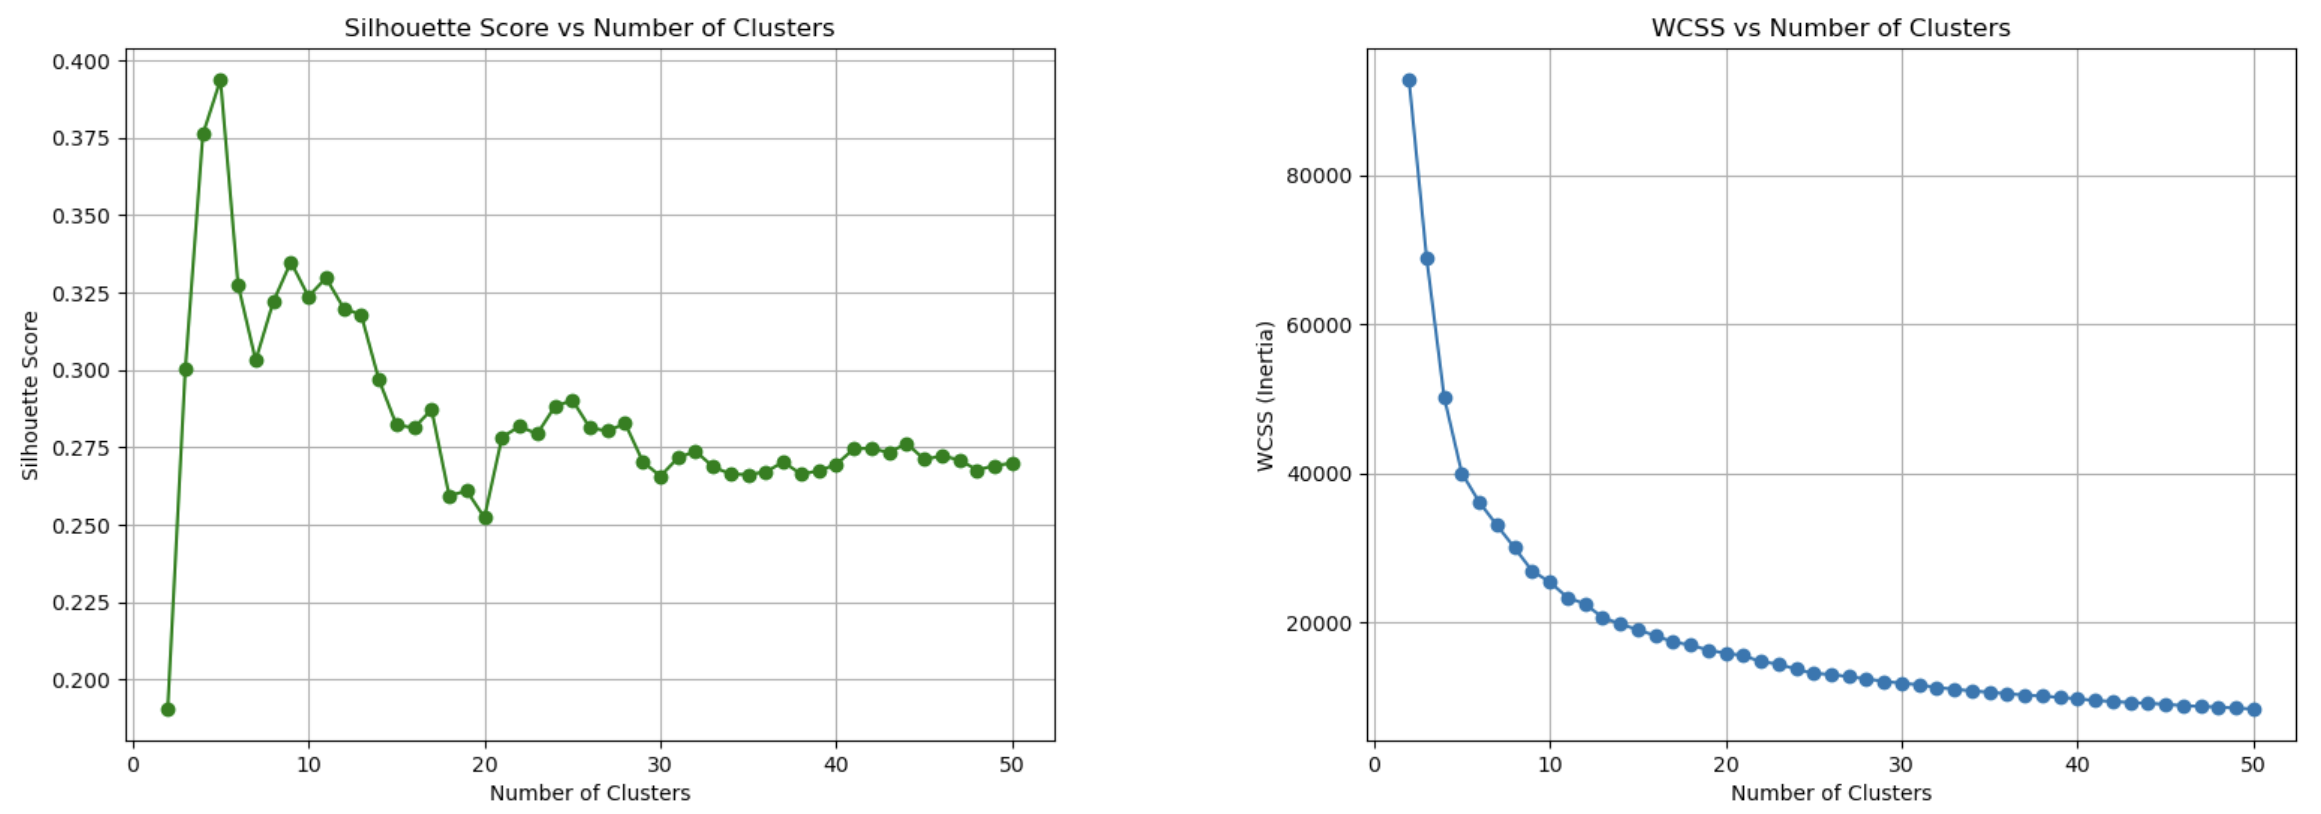 Silhouette Score vs Number of Clusters
0.400
0.375
0.350
0.325
0.300
0.275
0.250
0.225
0.200
Silhouette Score
0 10 20 30 40 50
Number of Clusters
WCSS vs Number of Clusters
80000
60000
40000
20000
WCSS (Inertia)
0 10 20 30 40 50
Number of Clusters